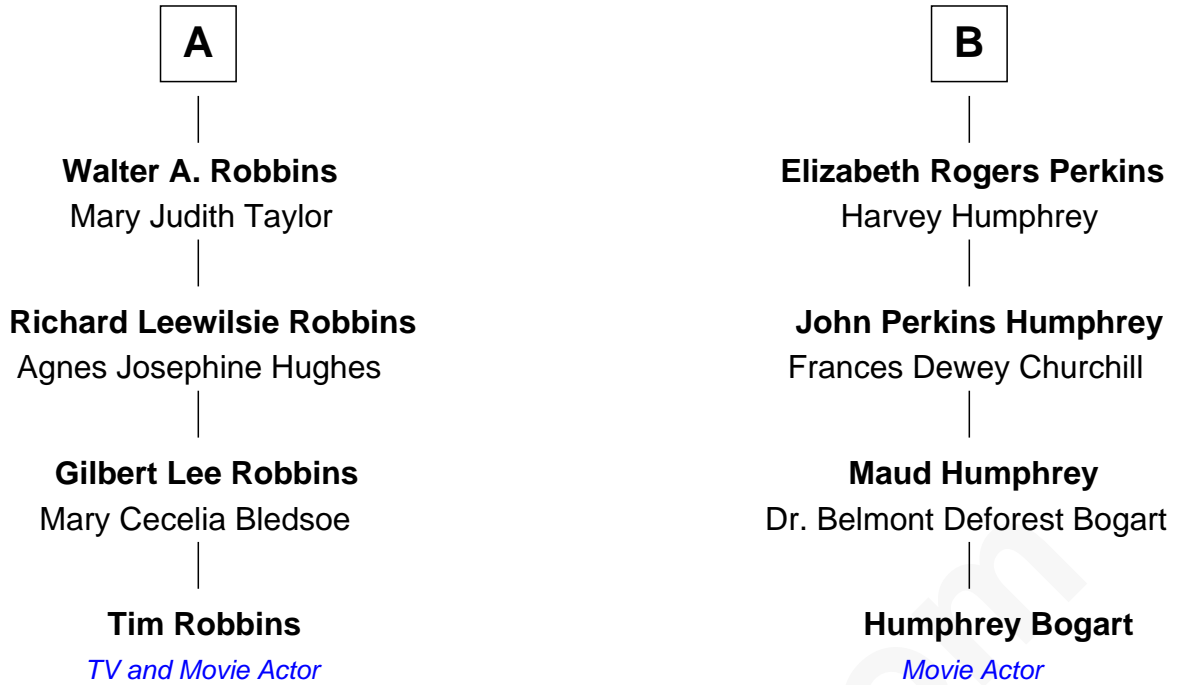 A
Walter A. Robbins
Mary Judith Taylor
Richard Leewilsie Robbins
Agnes Josephine Hughes
Gilbert Lee Robbins
Mary Cecelia Bledsoe
Tim Robbins
TV and Movie Actor
B
Elizabeth Rogers Perkins
Harvey Humphrey
John Perkins Humphrey
Frances Dewey Churchill
Maud Humphrey
Dr. Belmont Deforest Bogart
Humphrey Bogart
Movie Actor